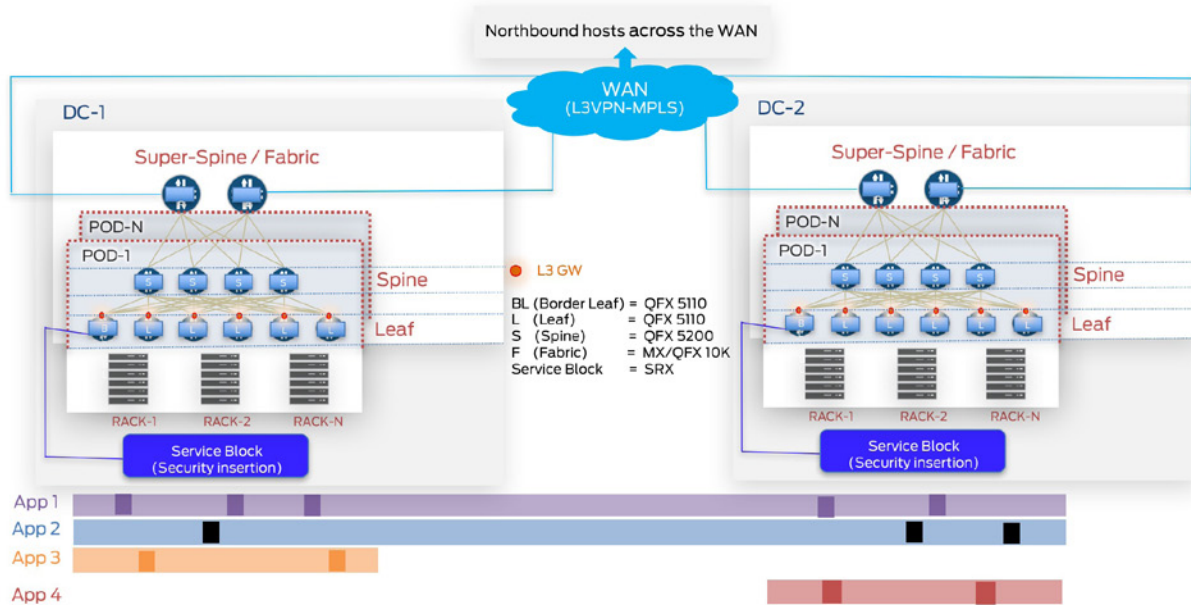 Northbound hosts across the WAN
WAN
(L3VPN-MPLS)
DC-1
Super-Spine / Fabric
POD-N
POD-1
S S S S
Spine
B L L L L L
Leaf
RACK-1 RACK-2 RACK-N
Service Block
(Security insertion)
L3 GW
BL (Border Leaf) = QFX 5110
L (Leaf) = QFX 5110
S (Spine) = QFX 5200
F (Fabric) = MX/QFX 10K
Service Block = SRX
DC-2
Super-Spine / Fabric
POD-N
POD-1
S S S S
Spine
B L L L L L
Leaf
RACK-1 RACK-2 RACK-N
Service Block
(Security insertion)
App 1
App 2
App 3
App 4